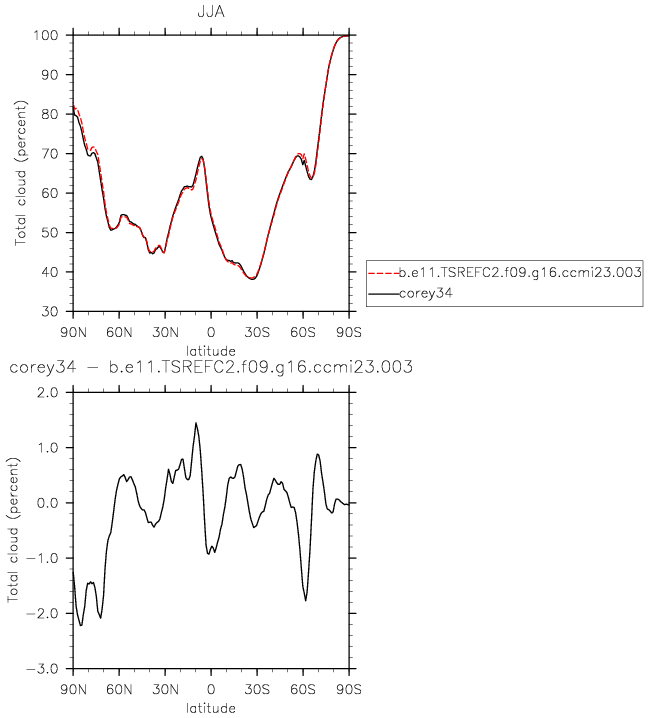 JJA
Total cloud (percent)
100
90
80
70
60
50
40
30
90N 60N 30N 0 30S 60S 90S
latitude
b.e11.TSREFC2.f09.g16.ccmi23.003
corey34
corey34 − b.e11.TSREFC2.f09.g16.ccmi23.003
Total cloud (percent)
2.0
1.0
0.0
−1.0
−2.0
−3.0
90N 60N 30N 0 30S 60S 90S
latitude